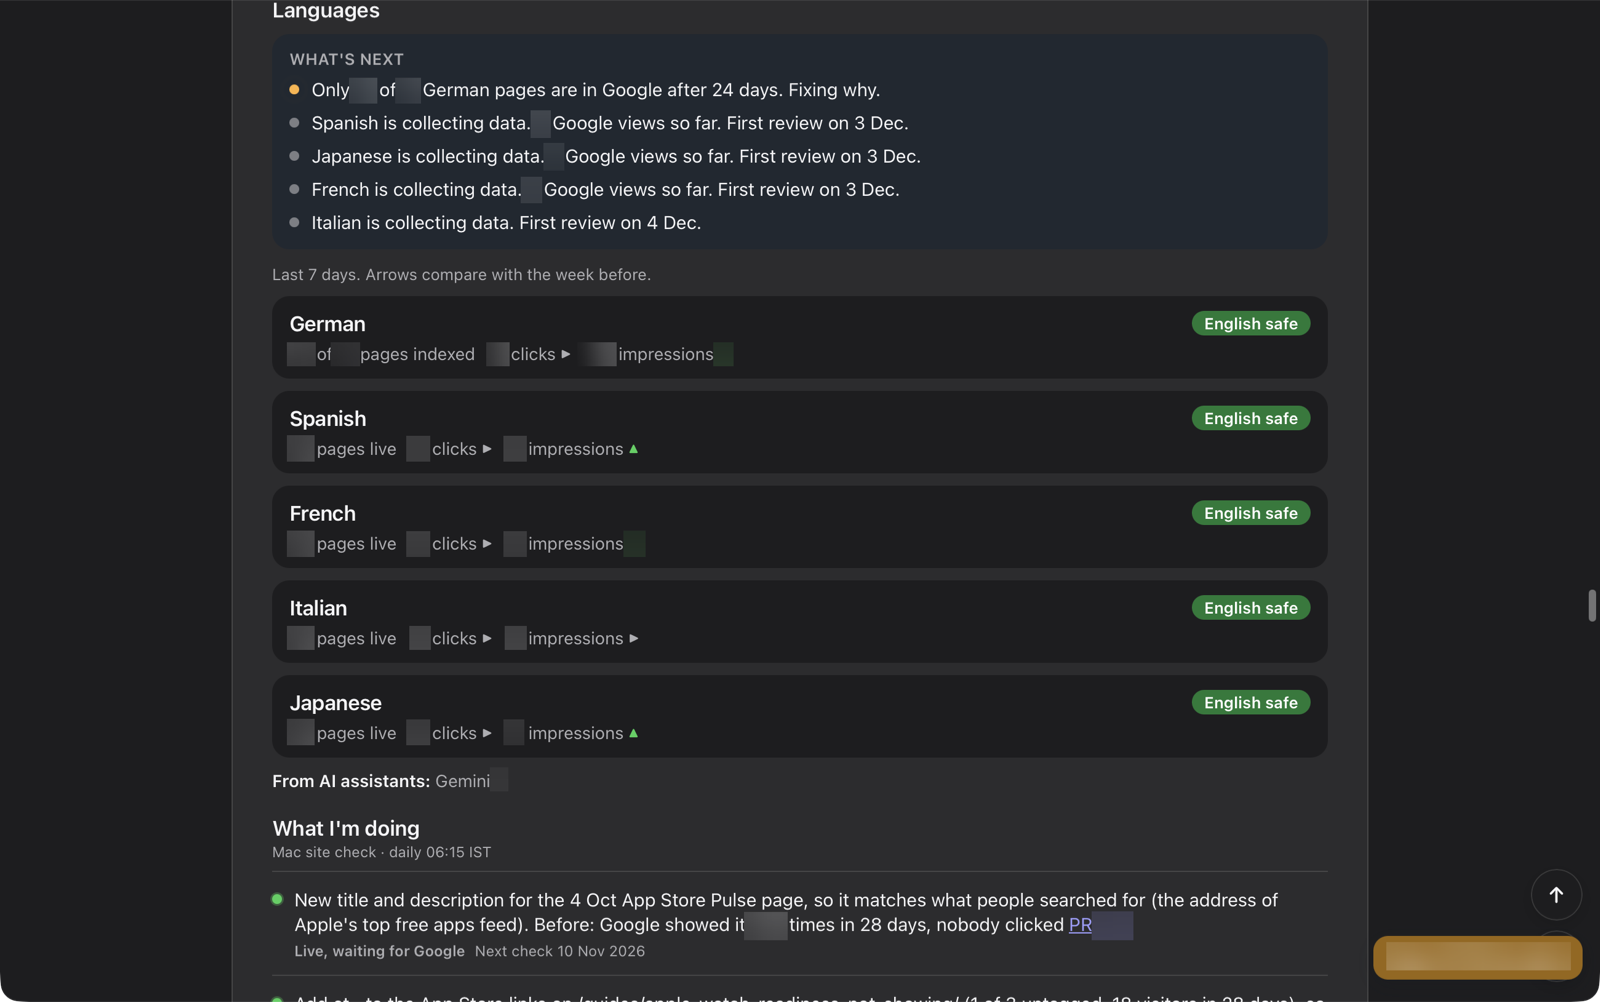 Languages
WHAT'S NEXT
Only of German pages are in Google after 24 days. Fixing why.
Spanish is collecting data. Google views so far. First review on 3 Dec.
Japanese is collecting data. Google views so far. First review on 3 Dec.
French is collecting data. Google views so far. First review on 3 Dec.
Italian is collecting data. First review on 4 Dec.
Last 7 days. Arrows compare with the week before.
German
English safe
of pages indexed clicks ▶ impressions
Spanish
English safe
pages live clicks ▶ impressions ▲
French
English safe
pages live clicks ▶ impressions
Italian
English safe
pages live clicks ▶ impressions ▶
Japanese
English safe
pages live clicks ▶ impressions ▲
From AI assistants: Gemini
What I'm doing
Mac site check · daily 06:15 IST
New title and description for the 4 Oct App Store Pulse page, so it matches what people searched for (the address of
Apple's top free apps feed). Before: Google showed it times in 28 days, nobody clicked PR
Live, waiting for Google Next check 10 Nov 2026